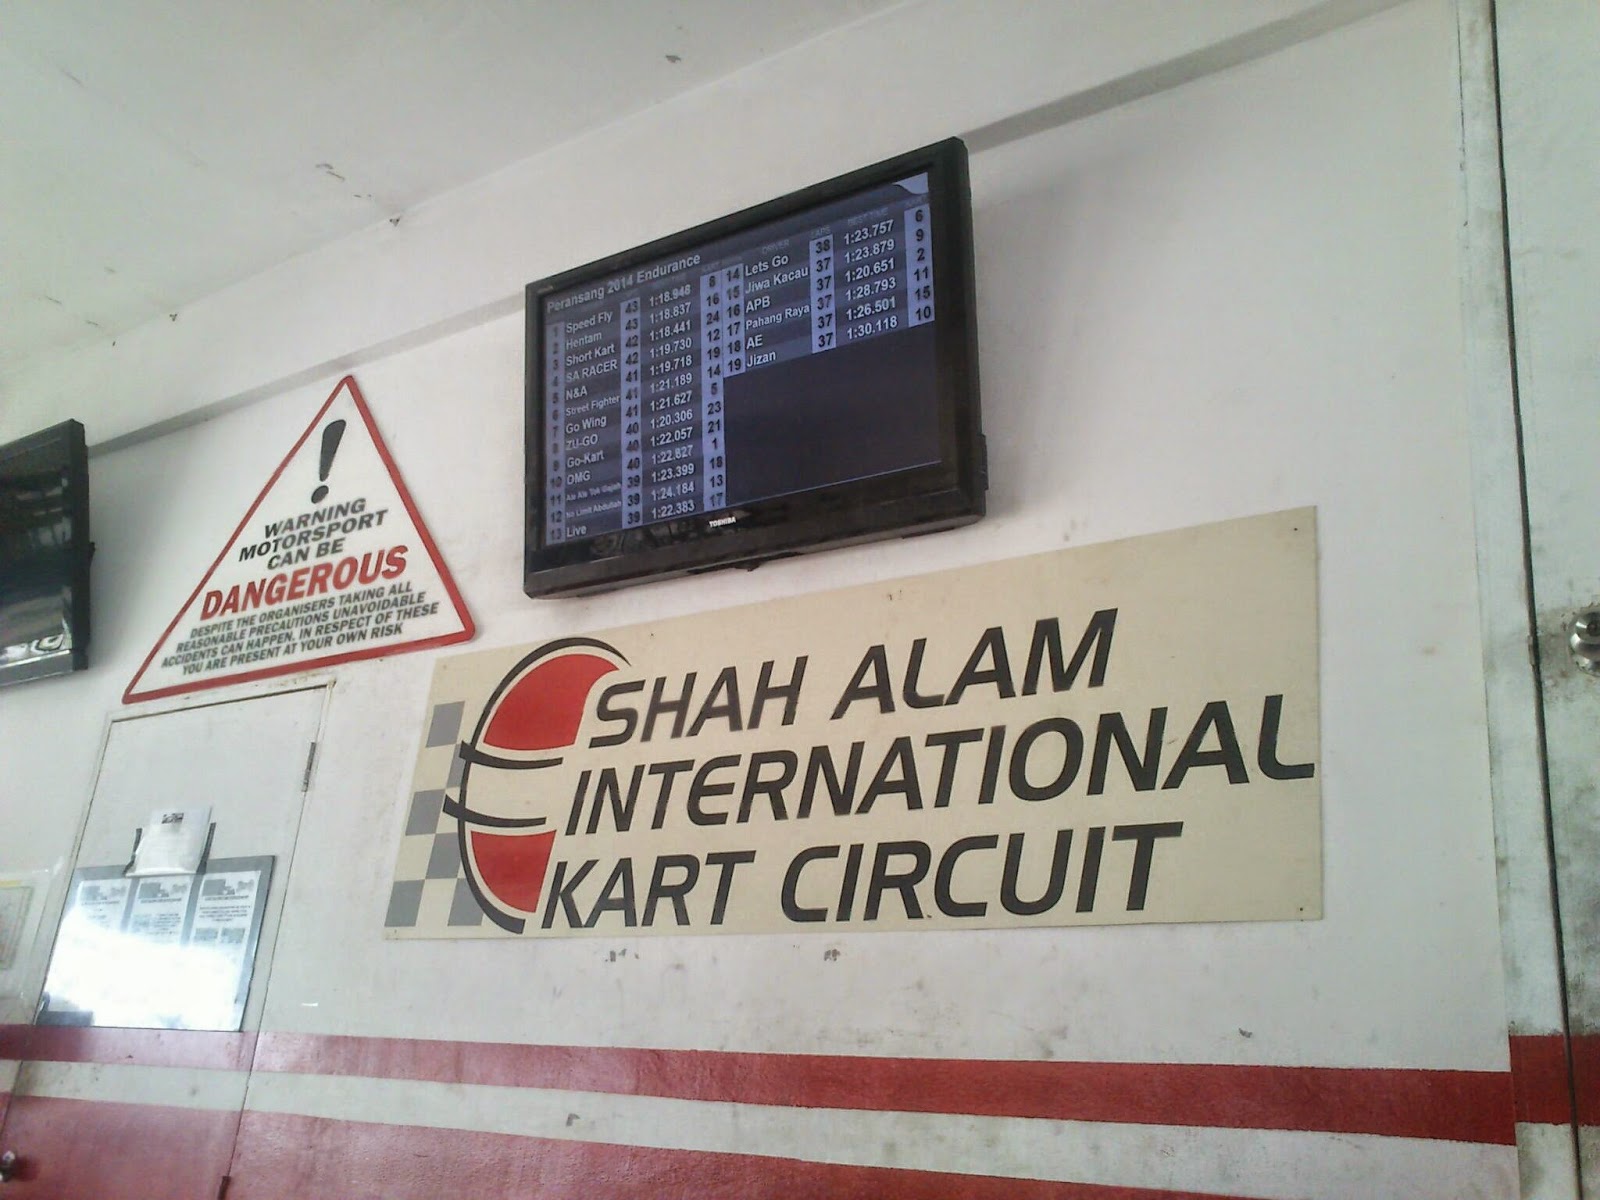 WARNING
MOTORSPORT
CAN BE
DANGEROUS
DESPITE THE ORGANISERS TAKING ALL
REASONABLE PRECAUTIONS UNAVOIDABLE
ACCIDENTS CAN HAPPEN. IN RESPECT OF THESE
YOU ARE PRESENT AT YOUR OWN RISK
Peransang 2014 Endurance
1 Speed Fly 43 1:18.946 8
2 Hentam 43 1:18.637 16
3 Short Kart 42 1:18.441 24
4 SA RACER 42 1:19.730 12
5 N&A 41 1:19.718 19
6 Street Fighter 41 1:21.189 14
7 Go Wing 41 1:21.627 5
8 ZU-GO 40 1:20.306 23
9 Go-Kart 40 1:22.057 21
10 OMG 40 1:22.827 1
11 39 1:23.399 18
12 No Limit Abdullah 39 1:24.184 13
13 Live 39 1:22.383 17
DRIVER LAPS BEST TIME
14 Lets Go 38 1:23.757 6
15 Jiwa Kacau 37 1:23.879 9
16 APB 37 1:20.651 2
17 Pahang Raya 37 1:28.793 11
18 AE 37 1:26.501 15
19 Jizan 37 1:30.118 10
TOSHIBA
SHAH ALAM
INTERNATIONAL
KART CIRCUIT